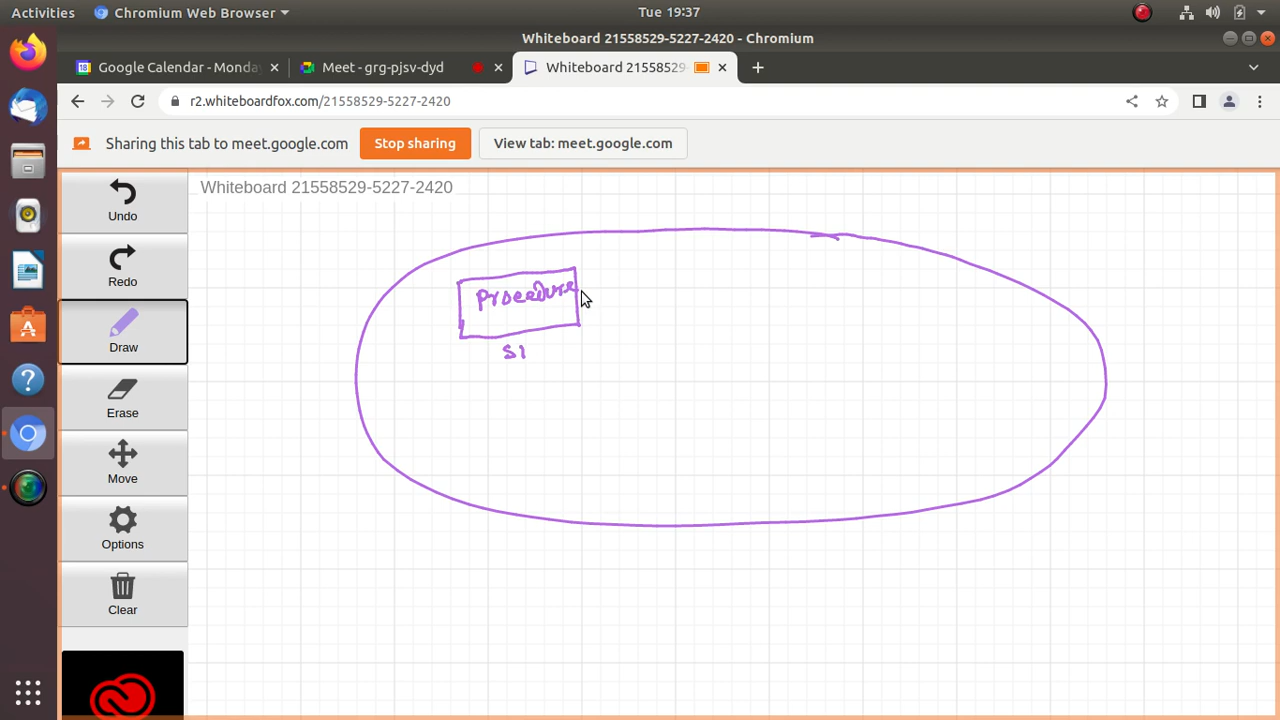 Activities
Chromium Web Browser
Tue 19:37
Whiteboard 21558529-5227-2420 - Chromium
Google Calendar - Monda
Meet - grg-pjsv-dyd
Whiteboard 21558529-
r2.whiteboardfox.com/21558529-5227-2420
Sharing this tab to meet.google.com
Stop sharing
View tab: meet.google.com
Whiteboard 21558529-5227-2420
Undo
Redo
Draw
Erase
Move
Options
Clear
Proeedure
S1